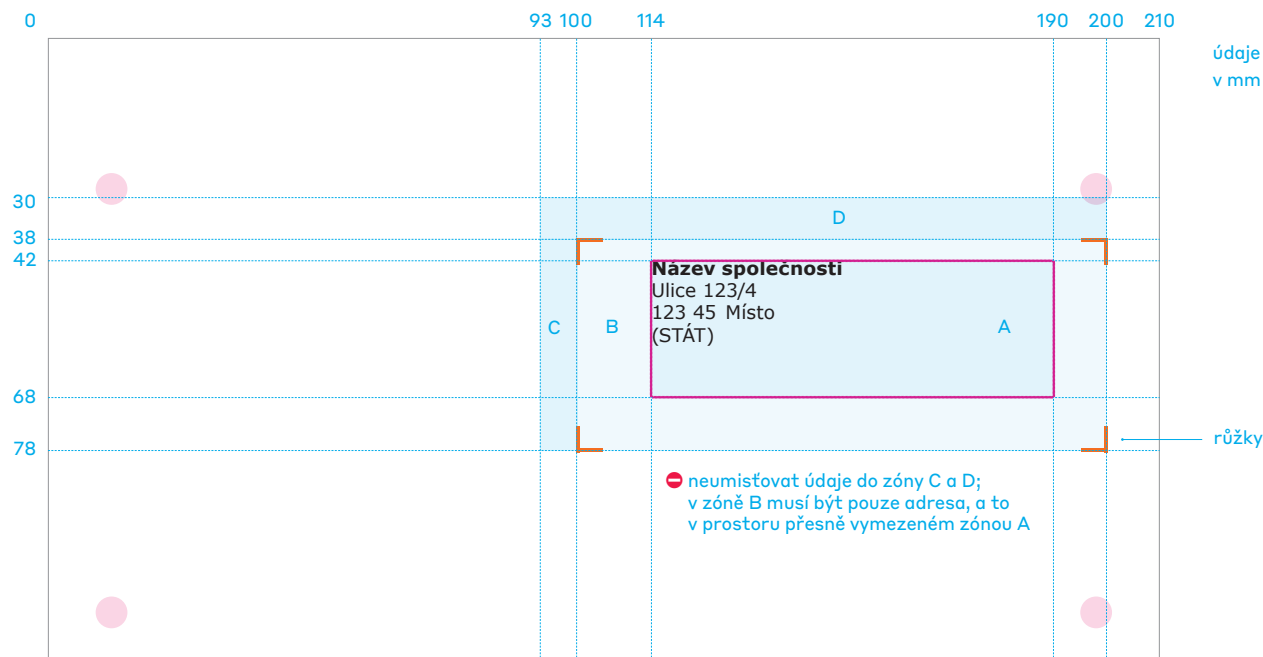 0 93 100 114 190 200 210
údaje
v mm
30
D
38
42
Název společnosti
Ulice 123/4
123 45 Místo
(STÁT)
C B A
68
78
růžky
neumisťovat údaje do zóny C a D;
v zóně B musí být pouze adresa, a to
v prostoru přesně vymezeném zónou A